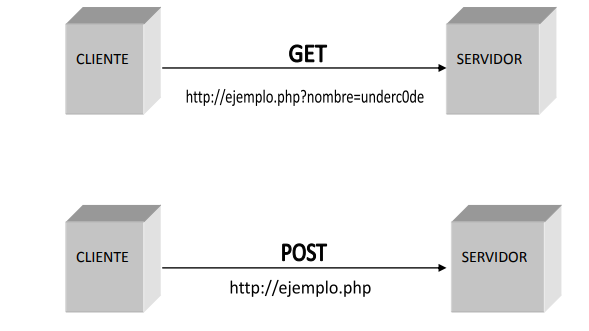 CLIENTE
GET
SERVIDOR
http://ejemplo.php?nombre=underc0de
CLIENTE
POST
SERVIDOR
http://ejemplo.php